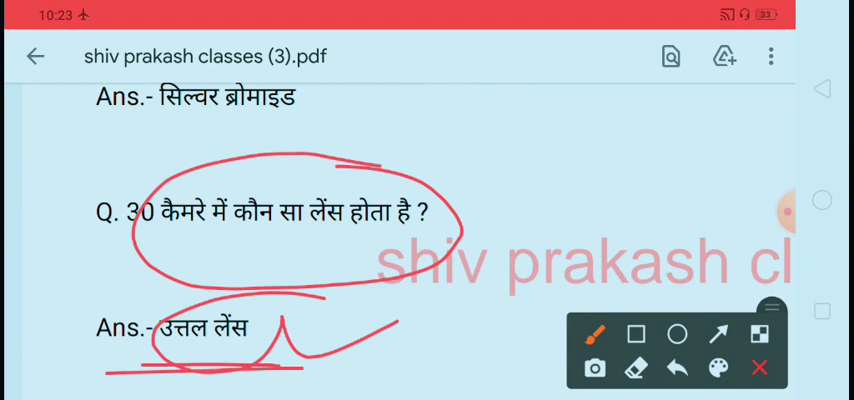 10:23
33
shiv prakash classes (3).pdf
Ans.- सिल्वर ब्रोमाइड
Q. 30 कैमरे में कौन सा लेंस होता है ?
shiv prakash cl
Ans.- उत्तल लेंस